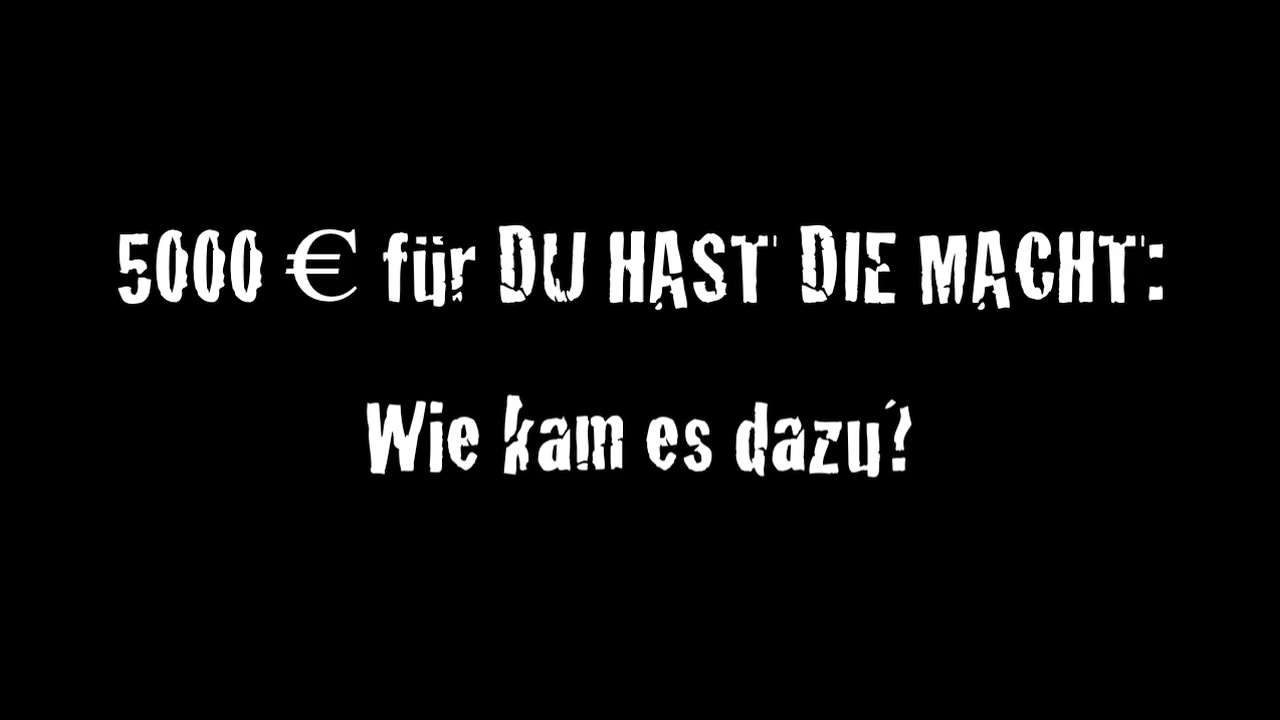 5000 € für DU HAST DIE MACHT:
Wie kam es dazu?